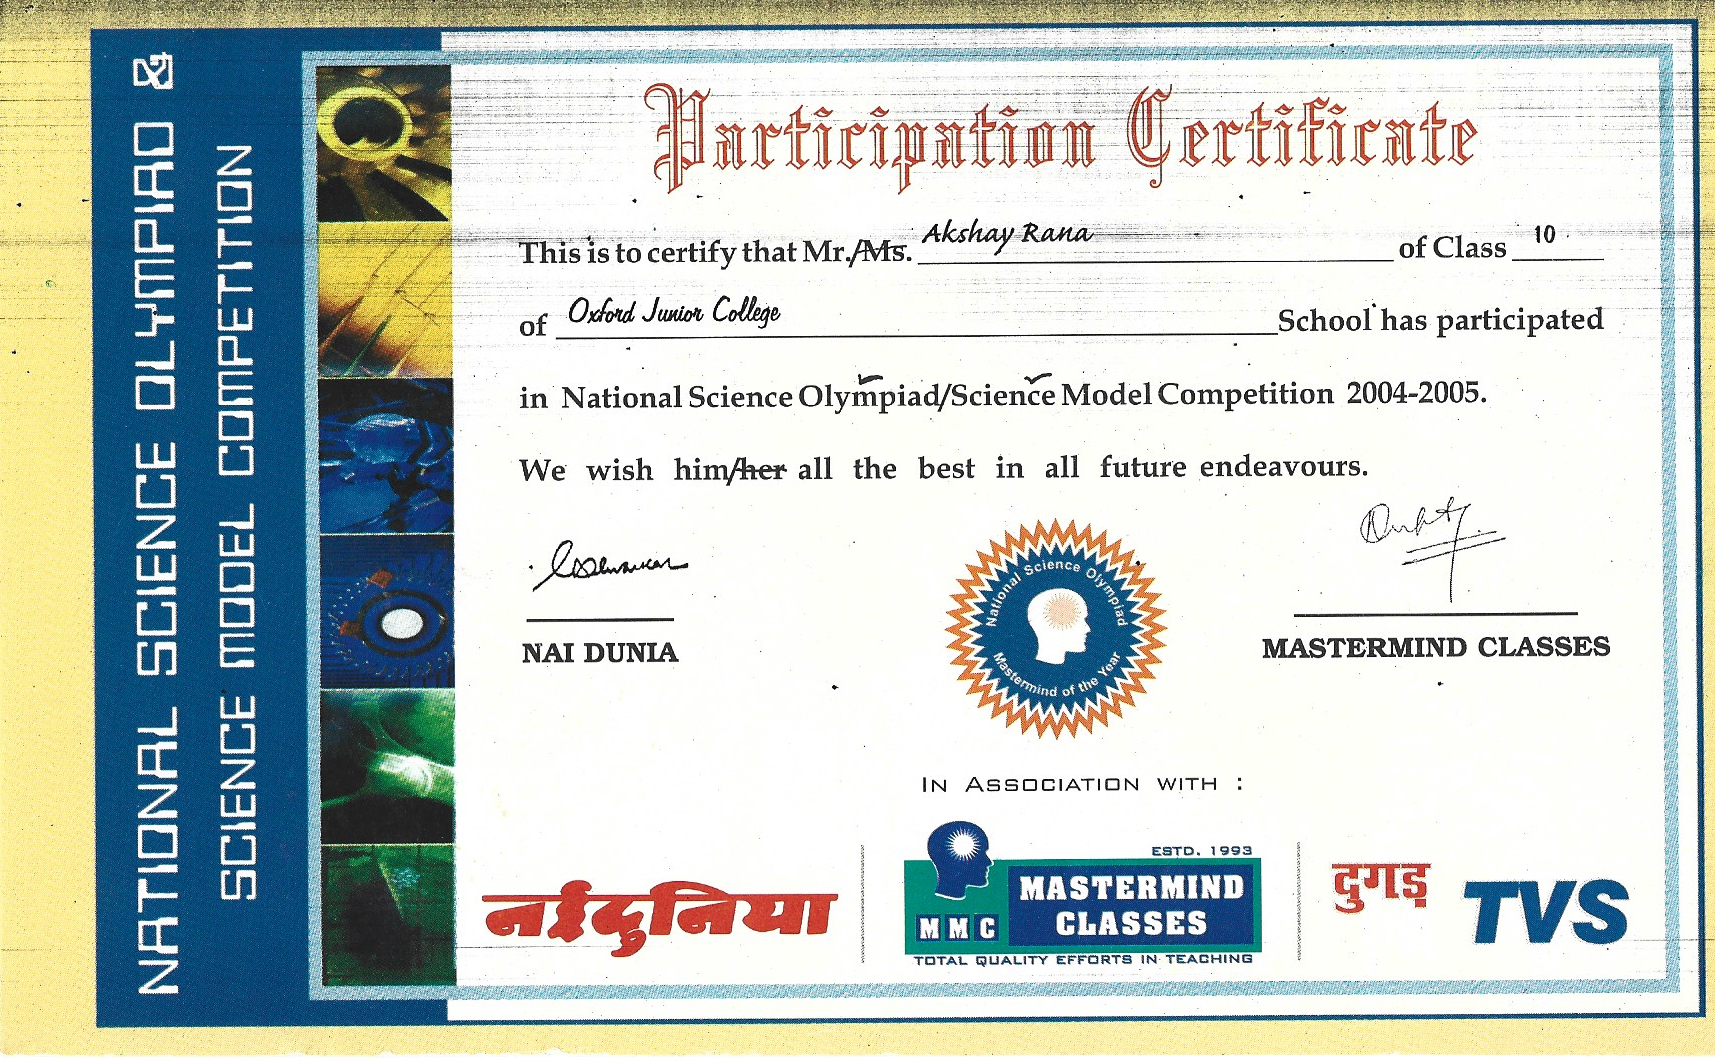 NATIONAL SCIENCE OLYMPIAD &
SCIENCE MODEL COMPETITION
Participation Certificate
This is to certify that Mr./Ms. Akshay Rana of Class 10
of Oxford Junior College School has participated
in National Science Olympiad/Science Model Competition 2004-2005.
We wish him/her all the best in all future endeavours.
NAI DUNIA
National Science Olympiad
Mastermind of the Year
MASTERMIND CLASSES
IN ASSOCIATION WITH :
नईदुनिया
ESTD. 1993
MASTERMIND
CLASSES
MMC
TOTAL QUALITY EFFORTS IN TEACHING
दुगड़ TVS